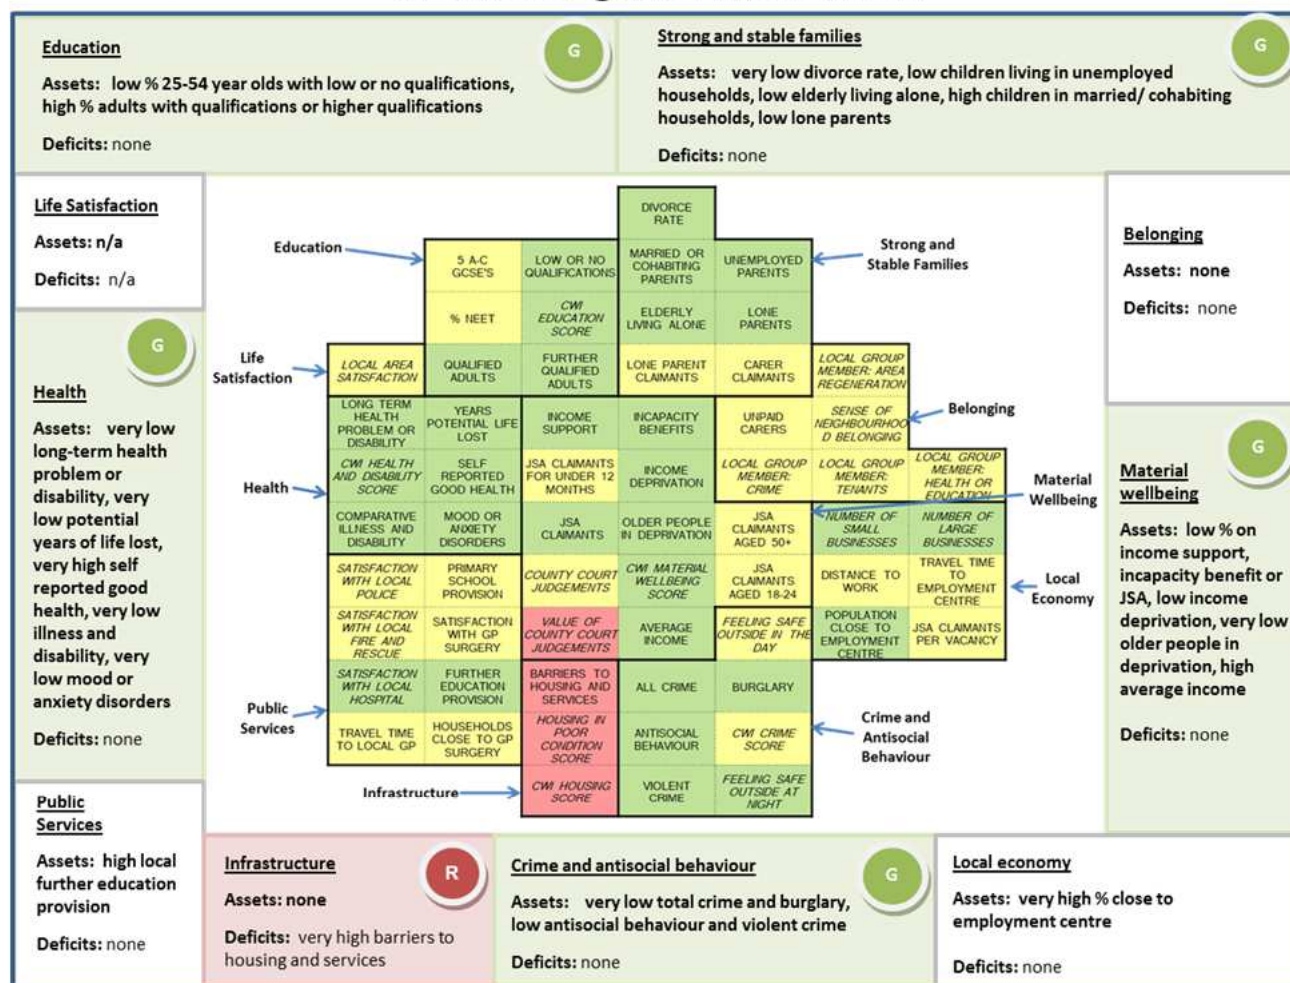 Education
G
Assets: low % 25-54 year olds with low or no qualifications,
high % adults with qualifications or higher qualifications
Deficits: none
Strong and stable families
G
Assets: very low divorce rate, low children living in unemployed
households, low elderly living alone, high children in married/ cohabiting
households, low lone parents
Deficits: none
Life Satisfaction
Assets: n/a
Deficits: n/a
G
Health
Assets: very low
long-term health
problem or
disability, very
low potential
years of life lost,
very high self
reported good
health, very low
illness and
disability, very
low mood or
anxiety disorders
Deficits: none
Public
Services
Assets: high local
further education
provision
Deficits: none
Education
Life
Satisfaction
Health
Public
Services
Infrastructure
DIVORCE
RATE
5 A-C
GCSE'S
LOW OR NO
QUALIFICATIONS
MARRIED OR
COHABITING
PARENTS
UNEMPLOYED
PARENTS
% NEET
CWI
EDUCATION
SCORE
ELDERLY
LIVING ALONE
LONE
PARENTS
LOCAL AREA
SATISFACTION
QUALIFIED
ADULTS
FURTHER
QUALIFIED
ADULTS
LONE PARENT
CLAIMANTS
CARER
CLAIMANTS
LOCAL GROUP
MEMBER: AREA
REGENERATION
LONG TERM
HEALTH
PROBLEM OR
DISABILITY
YEARS
POTENTIAL LIFE
LOST
INCOME
SUPPORT
INCAPACITY
BENEFITS
UNPAID
CARERS
SENSE OF
NEIGHBOURHOO
D BELONGING
CWI HEALTH
AND DISABILITY
SCORE
SELF
REPORTED
GOOD HEALTH
JSA CLAIMANTS
FOR UNDER 12
MONTHS
INCOME
DEPRIVATION
LOCAL GROUP
MEMBER:
CRIME
LOCAL GROUP
MEMBER:
TENANTS
LOCAL GROUP
MEMBER:
HEALTH OR
EDUCATION
COMPARATIVE
ILLNESS AND
DISABILITY
MOOD OR
ANXIETY
DISORDERS
JSA
CLAIMANTS
OLDER PEOPLE
IN DEPRIVATION
JSA
CLAIMANTS
AGED 50+
NUMBER OF
SMALL
BUSINESSES
NUMBER OF
LARGE
BUSINESSES
SATISFACTION
WITH LOCAL
POLICE
PRIMARY
SCHOOL
PROVISION
COUNTY COURT
JUDGEMENTS
CWI MATERIAL
WELLBEING
SCORE
JSA
CLAIMANTS
AGED 18-24
DISTANCE TO
WORK
TRAVEL TIME
TO
EMPLOYMENT
CENTRE
SATISFACTION
WITH LOCAL
FIRE AND
RESCUE
SATISFACTION
WITH GP
SURGERY
VALUE OF
COUNTY COURT
JUDGEMENTS
AVERAGE
INCOME
FEELING SAFE
OUTSIDE IN THE
DAY
POPULATION
CLOSE TO
EMPLOYMENT
CENTRE
JSA CLAIMANTS
PER VACANCY
SATISFACTION
WITH LOCAL
HOSPITAL
FURTHER
EDUCATION
PROVISION
BARRIERS TO
HOUSING AND
SERVICES
ALL CRIME
BURGLARY
TRAVEL TIME
TO LOCAL GP
HOUSEHOLDS
CLOSE TO GP
SURGERY
HOUSING IN
POOR
CONDITION
SCORE
ANTISOCIAL
BEHAVIOUR
CWI CRIME
SCORE
CWI HOUSING
SCORE
VIOLENT
CRIME
FEELING SAFE
OUTSIDE AT
NIGHT
Strong and
Stable Families
Belonging
Material
Wellbeing
Local
Economy
Crime and
Antisocial
Behaviour
Belonging
Assets: none
Deficits: none
G
Material
wellbeing
Assets: low % on
income support,
incapacity benefit or
JSA, low income
deprivation, very low
older people in
deprivation, high
average income
Deficits: none
Infrastructure
R
Assets: none
Deficits: very high barriers to
housing and services
Crime and antisocial behaviour
G
Assets: very low total crime and burglary,
low antisocial behaviour and violent crime
Deficits: none
Local economy
Assets: very high % close to
employment centre
Deficits: none